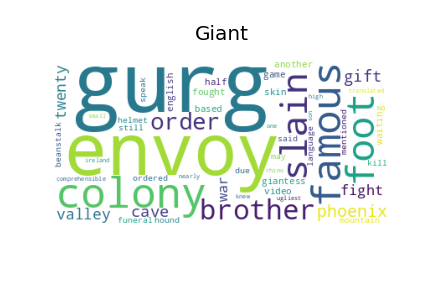 Giant
gurg
envoy
colony
brother
famous
slain
foot
order
phoenix
gift
fight
valley
cave
war
twenty
another
game
half
fought
skin
english
speak
based
helmet
still
small
beanstalk
said
high
one
language
mentioned
translated
waiting
son
kill
ireland
may
think
due
giantess
video
comprehensible
ordered
nearly
knew
ugliest
funeral
hound
mountain